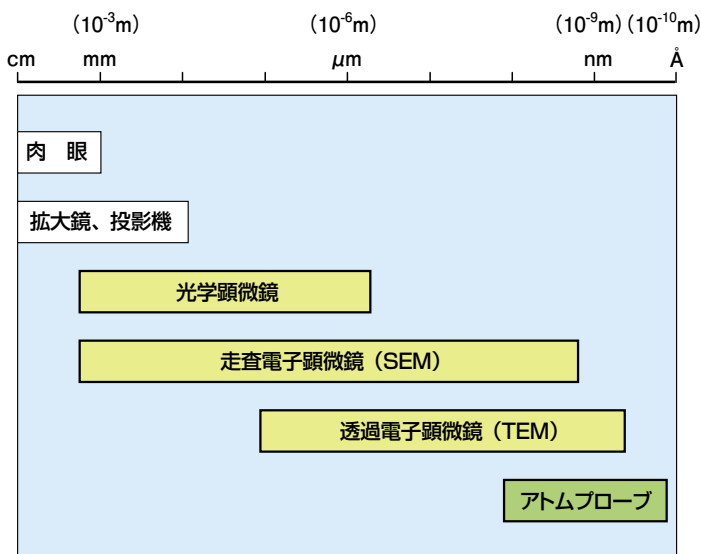 (10⁻³m) (10⁻⁶m) (10⁻⁹m) (10⁻¹⁰m)
cm mm μm nm Å
肉　眼
拡大鏡、投影機
光学顕微鏡
走査電子顕微鏡（SEM）
透過電子顕微鏡（TEM）
アトムプローブ